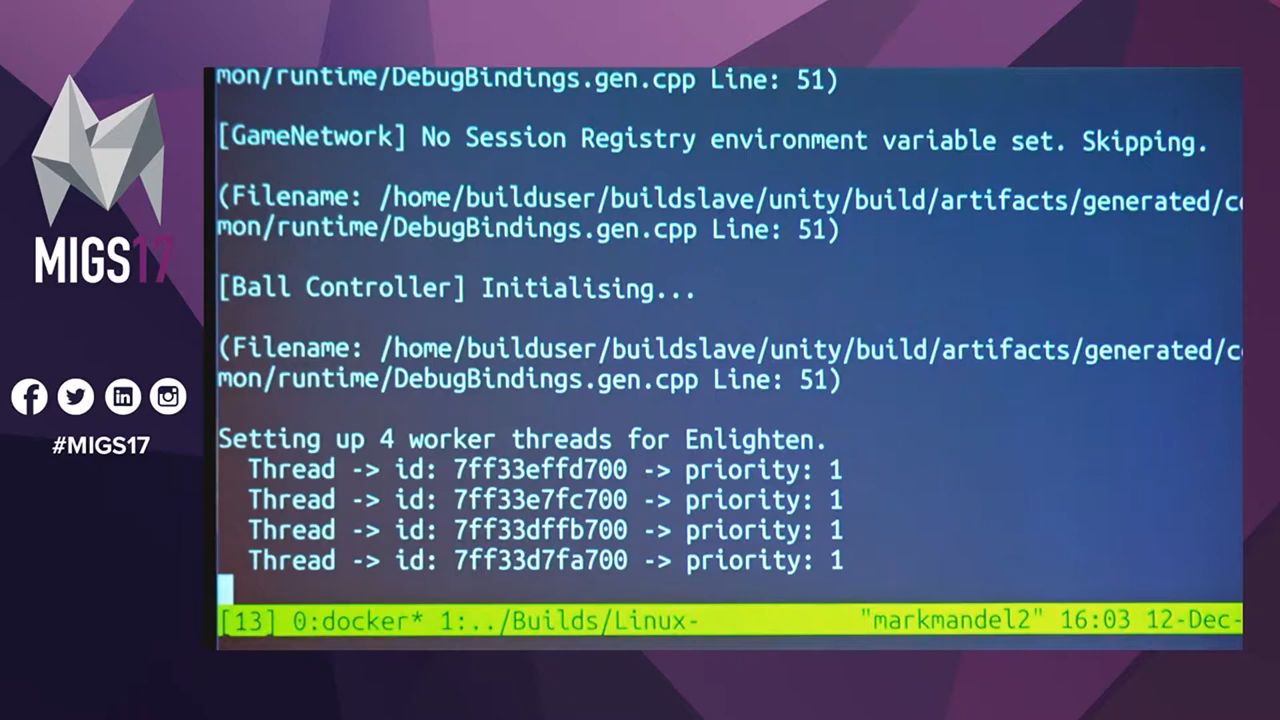 mon/runtime/DebugBindings.gen.cpp Line: 51)
[GameNetwork] No Session Registry environment variable set. Skipping.
(Filename: /home/builduser/buildslave/unity/build/artifacts/generated/co
mon/runtime/DebugBindings.gen.cpp Line: 51)
[Ball Controller] Initialising...
(Filename: /home/builduser/buildslave/unity/build/artifacts/generated/co
mon/runtime/DebugBindings.gen.cpp Line: 51)
Setting up 4 worker threads for Enlighten.
Thread -> id: 7ff33effd700 -> priority: 1
Thread -> id: 7ff33e7fc700 -> priority: 1
Thread -> id: 7ff33dffb700 -> priority: 1
Thread -> id: 7ff33d7fa700 -> priority: 1
[13] 0:docker* 1:../Builds/Linux- "markmandel2" 16:03 12-Dec-
MIGS17
#MIGS17